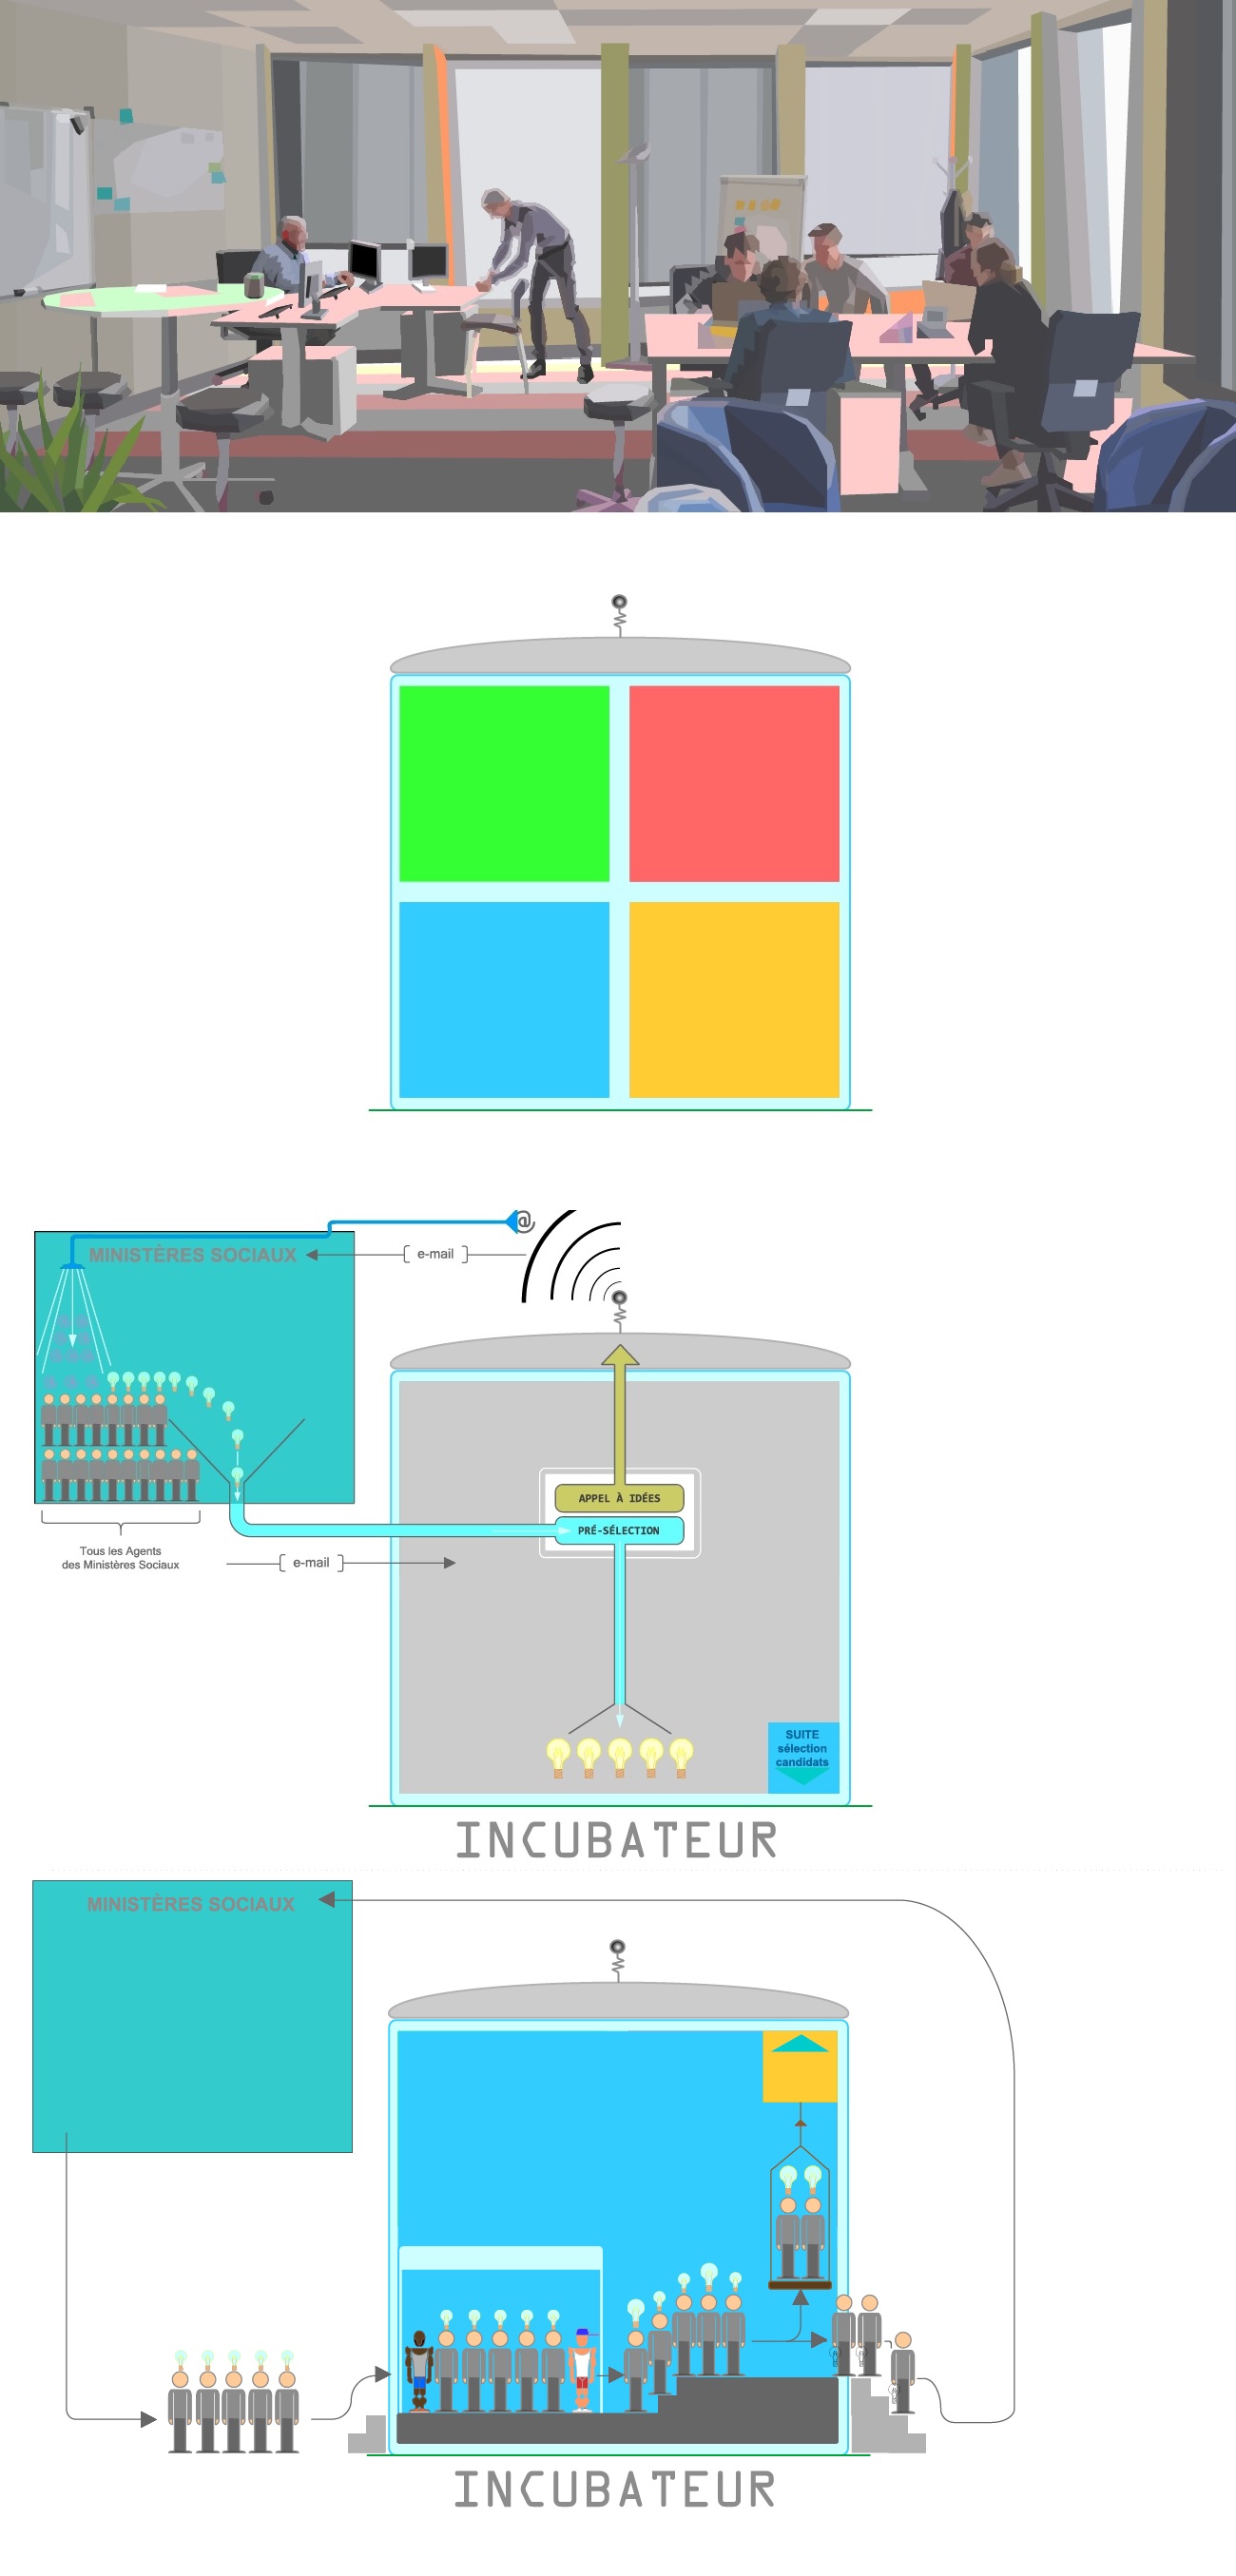 @
MINISTÈRES SOCIAUX
e-mail
APPEL À IDÉES
PRÉ-SÉLECTION
Tous les Agents
des Ministères Sociaux
e-mail
SUITE
sélection
candidats
INCUBATEUR
MINISTÈRES SOCIAUX
INCUBATEUR